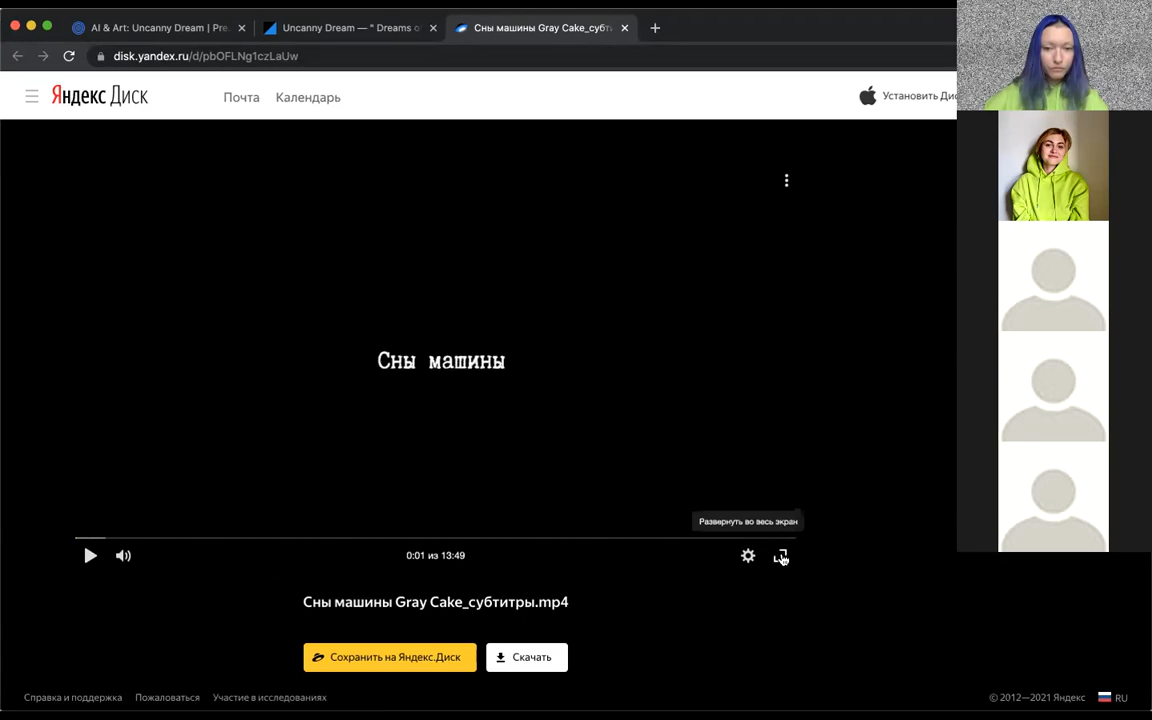 AI & Art: Uncanny Dream | Pre
Uncanny Dream — " Dreams o
Сны машины Gray Cake_субти
disk.yandex.ru/d/pbOFLNg1czLaUw
Яндекс Диск
Почта
Календарь
Установить Дис
Сны машины
Развернуть во весь экран
0:01 из 13:49
Сны машины Gray Cake_субтитры.mp4
Сохранить на Яндекс.Диск
Скачать
Справка и поддержка
Пожаловаться
Участие в исследованиях
© 2012—2021 Яндекс
RU